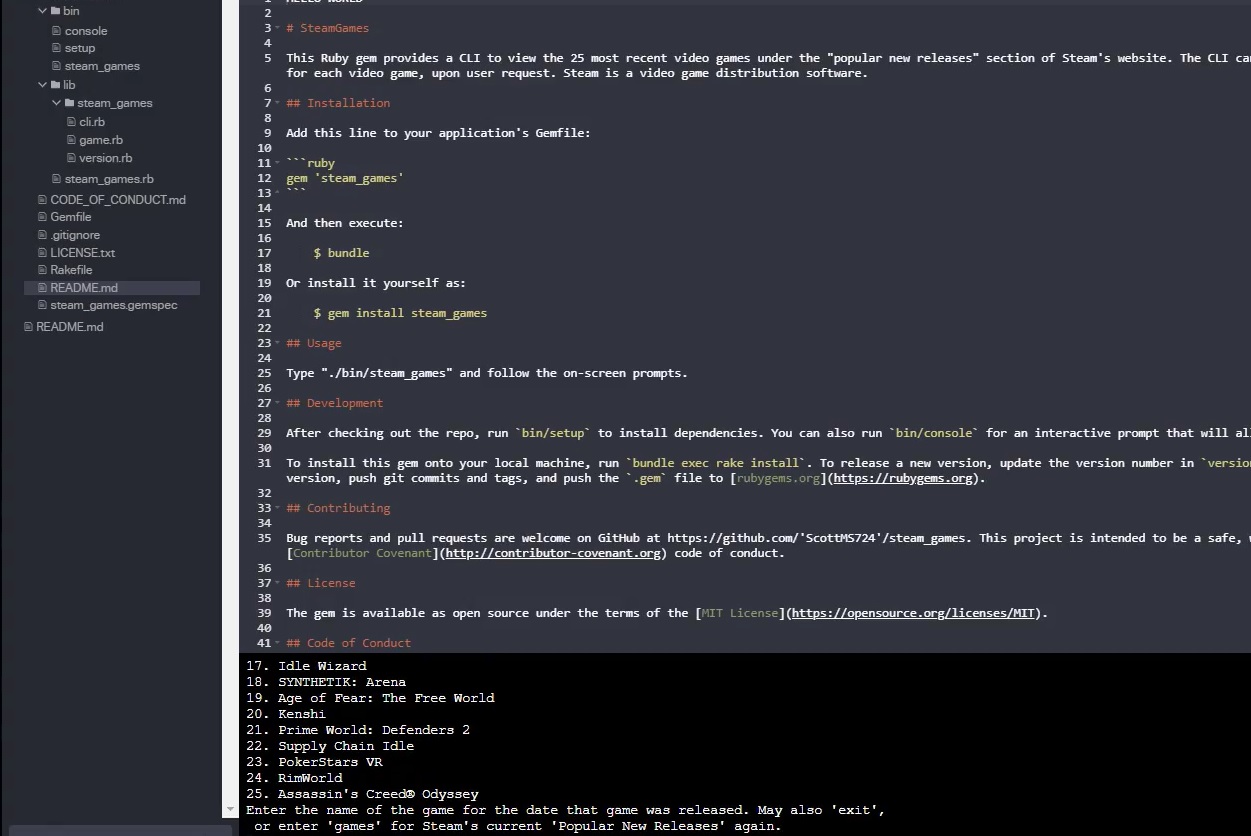 bin
console
setup
steam_games
lib
steam_games
cli.rb
game.rb
version.rb
steam_games.rb
CODE_OF_CONDUCT.md
Gemfile
.gitignore
LICENSE.txt
Rakefile
README.md
steam_games.gemspec
README.md
1 HELLO WORLD
2
3 # SteamGames
4
5 This Ruby gem provides a CLI to view the 25 most recent video games under the "popular new releases" section of Steam's website. The CLI
for each video game, upon user request. Steam is a video game distribution software.
6
7 ## Installation
8
9 Add this line to your application's Gemfile:
10
11 ```ruby
12 gem 'steam_games'
13 ```
14
15 And then execute:
16
17 $ bundle
18
19 Or install it yourself as:
20
21 $ gem install steam_games
22
23 ## Usage
24
25 Type "./bin/steam_games" and follow the on-screen prompts.
26
27 ## Development
28
29 After checking out the repo, run `bin/setup` to install dependencies. You can also run `bin/console` for an interactive prompt that will
30
31 To install this gem onto your local machine, run `bundle exec rake install`. To release a new version, update the version number in
version, push git commits and tags, and push the `.gem` file to [rubygems.org](https://rubygems.org).
32
33 ## Contributing
34
35 Bug reports and pull requests are welcome on GitHub at https://github.com/'ScottMS724'/steam_games. This project is intended to be a safe,
[Contributor Covenant](http://contributor-covenant.org) code of conduct.
36
37 ## License
38
39 The gem is available as open source under the terms of the [MIT License](https://opensource.org/licenses/MIT).
40
41 ## Code of Conduct
17. Idle Wizard
18. SYNTHETIK: Arena
19. Age of Fear: The Free World
20. Kenshi
21. Prime World: Defenders 2
22. Supply Chain Idle
23. PokerStars VR
24. RimWorld
25. Assassin's Creed® Odyssey
Enter the name of the game for the date that game was released. May also 'exit',
or enter 'games' for Steam's current 'Popular New Releases' again.